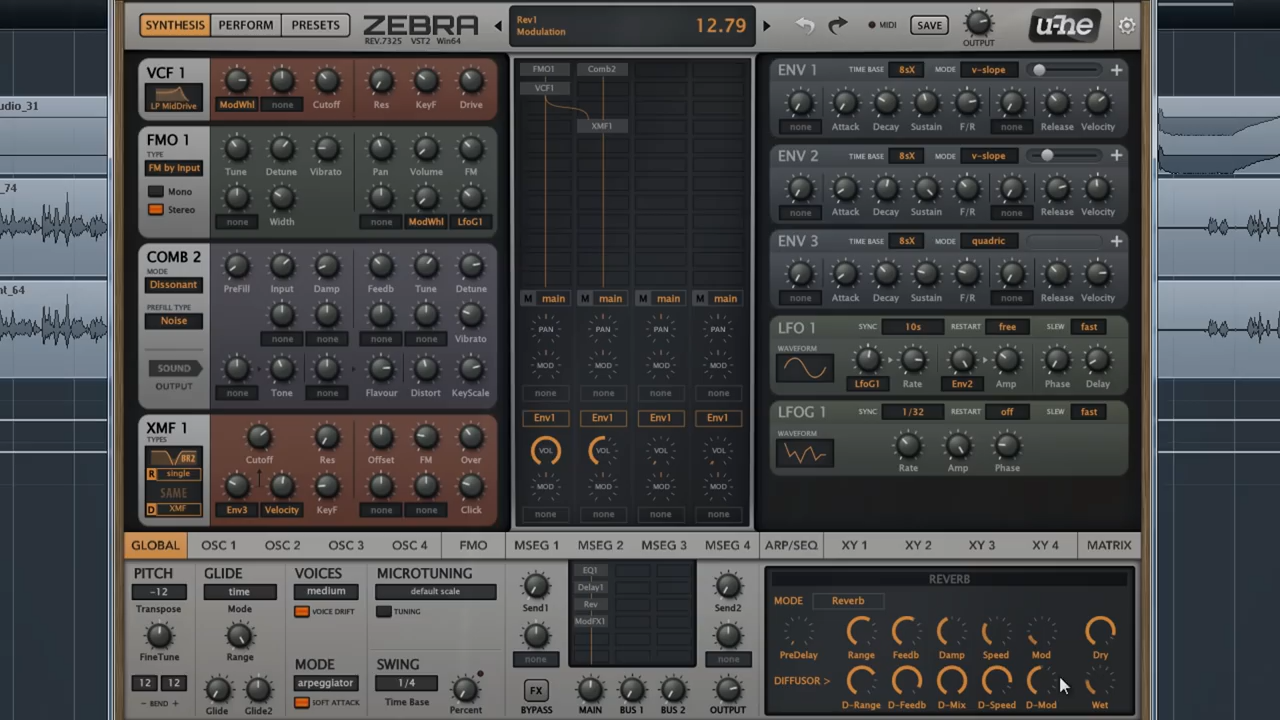 SYNTHESIS PERFORM PRESETS
ZEBRA
REV.7325 VST2 Win64
Rev1
Modulation
12.79
MIDI
SAVE
OUTPUT
u-he
udio_31
_74
nt_64
VCF 1
LP MidDrive
ModWhl none Cutoff Res KeyF Drive
FMO 1
TYPE
FM by Input
Mono
Stereo
Tune Detune Vibrato Pan Volume FM
none Width none ModWhl LfoG1
COMB 2
MODE
Dissonant
PREFILL TYPE
Noise
SOUND
OUTPUT
PreFill Input Damp Feedb Tune Detune
none none none none Vibrato
none Tone none Flavour Distort KeyScale
XMF 1
TYPES
BR2
R single
SAME
D XMF
Cutoff Res Offset FM Over
Env3 Velocity KeyF none none Click
FMO1 Comb2
VCF1
XMF1
M main M main M main M main
PAN PAN PAN PAN
MOD MOD MOD MOD
none none none none
Env1 Env1 Env1 Env1
VOL VOL VOL VOL
MOD MOD MOD MOD
none none none none
ENV 1 TIME BASE 8sX MODE v-slope +
none Attack Decay Sustain F/R none Release Velocity
ENV 2 TIME BASE 8sX MODE v-slope +
none Attack Decay Sustain F/R none Release Velocity
ENV 3 TIME BASE 8sX MODE quadric +
none Attack Decay Sustain F/R none Release Velocity
LFO 1 SYNC 10s RESTART free SLEW fast
WAVEFORM
LfoG1 Rate Env2 Amp Phase Delay
LFOG 1 SYNC 1/32 RESTART off SLEW fast
WAVEFORM
Rate Amp Phase
GLOBAL OSC 1 OSC 2 OSC 3 OSC 4 FMO MSEG 1 MSEG 2 MSEG 3 MSEG 4 ARP/SEQ XY 1 XY 2 XY 3 XY 4 MATRIX
PITCH
-12
Transpose
FineTune
12 12
- BEND +
GLIDE
time
Mode
Range
Glide Glide2
VOICES
medium
VOICE DRIFT
MODE
arpeggiator
SOFT ATTACK
MICROTUNING
default scale
TUNING
SWING
1/4
Time Base
Percent
Send1
none
FX
BYPASS
EQ1
Delay1
Rev
ModFX1
MAIN BUS 1 BUS 2
Send2
none
OUTPUT
REVERB
MODE Reverb
PreDelay Range Feedb Damp Speed Mod Dry
DIFFUSOR >
D-Range D-Feedb D-Mix D-Speed D-Mod Wet